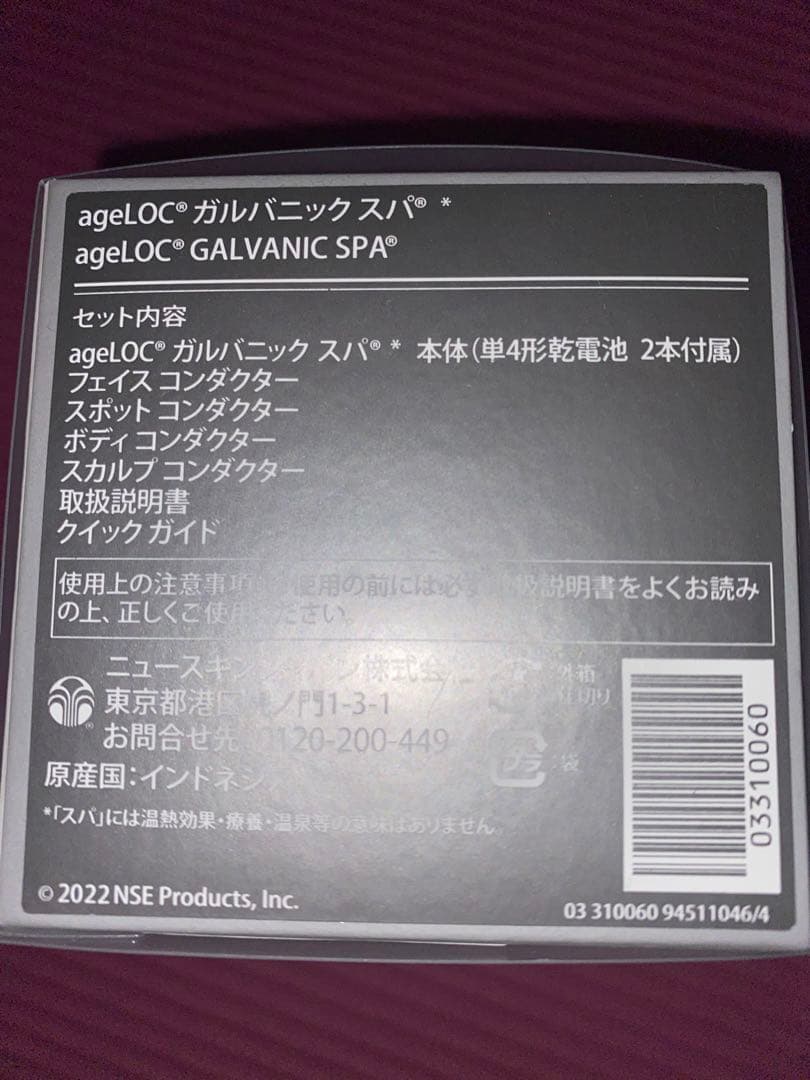 ageLOC® ガルバニック スパ® *
ageLOC® GALVANIC SPA®
セット内容
ageLOC® ガルバニック スパ® * 本体(単4形乾電池 2本付属)
フェイス コンダクター
スポット コンダクター
ボディ コンダクター
スカルプ コンダクター
取扱説明書
クイック ガイド
使用上の注意事項 使用の前には必ず 説明書をよくお読み
の上、正しくご使用ください。
ニュースキン 株式会
東京都港区 ノ門1-3-1
お問合せ先 0120-200-449
原産国:インドネシ
*「スパ」には温熱効果・療養・温泉等の意味はありません。
© 2022 NSE Products, Inc.
外箱
仕切り
袋
03310060
03 310060 94511046/4